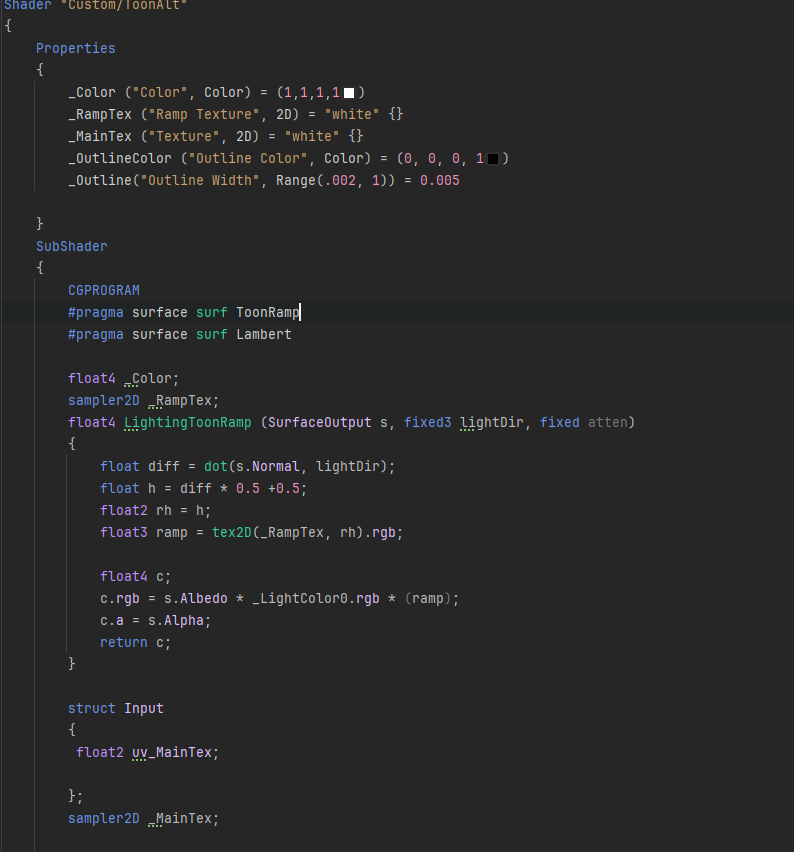 Shader "Custom/ToonAlt"
{
    Properties
    {
        _Color ("Color", Color) = (1,1,1,1)
        _RampTex ("Ramp Texture", 2D) = "white" {}
        _MainTex ("Texture", 2D) = "white" {}
        _OutlineColor ("Outline Color", Color) = (0, 0, 0, 1)
        _Outline("Outline Width", Range(.002, 1)) = 0.005
    }
    SubShader
    {
        CGPROGRAM
        #pragma surface surf ToonRamp
        #pragma surface surf Lambert
        float4 _Color;
        sampler2D _RampTex;
        float4 LightingToonRamp (SurfaceOutput s, fixed3 lightDir, fixed atten)
        {
            float diff = dot(s.Normal, lightDir);
            float h = diff * 0.5 +0.5;
            float2 rh = h;
            float3 ramp = tex2D(_RampTex, rh).rgb;
            float4 c;
            c.rgb = s.Albedo * _LightColor0.rgb * (ramp);
            c.a = s.Alpha;
            return c;
        }
        struct Input
        {
         float2 uv_MainTex;
        };
        sampler2D _MainTex;